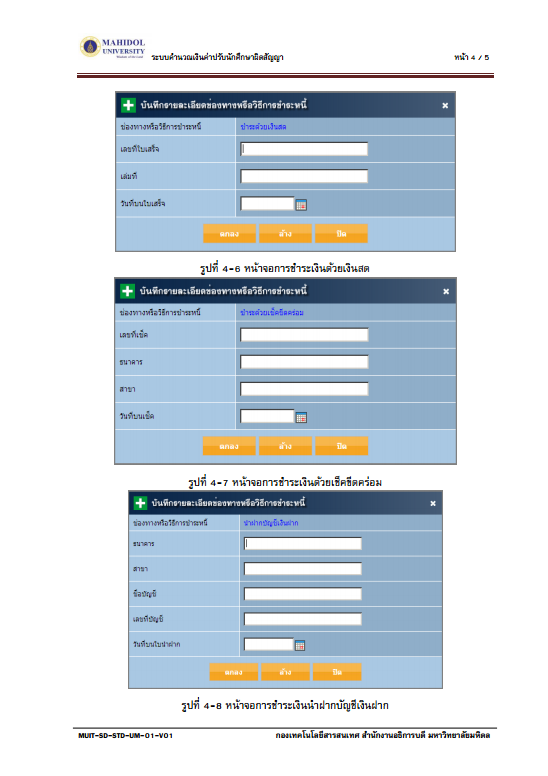 MAHIDOL
UNIVERSITY
ระบบคำนวณเงินค่าปรับนักศึกษาผิดสัญญา
หน้า 4 / 5
บันทึกรายละเอียดช่องทางหรือวิธีการชำระหนี้
ช่องทางหรือวิธีการชำระหนี้ ชำระด้วยเงินสด
เลขที่ใบเสร็จ
เล่มที่
วันที่บนใบเสร็จ
ตกลง ล้าง ปิด
รูปที่ 4-6 หน้าจอการชำระเงินด้วยเงินสด
บันทึกรายละเอียดช่องทางหรือวิธีการชำระหนี้
ช่องทางหรือวิธีการชำระหนี้ ชำระด้วยเช็คขีดคร่อม
เลขที่เช็ค
ธนาคาร
สาขา
วันที่บนเช็ค
ตกลง ล้าง ปิด
รูปที่ 4-7 หน้าจอการชำระเงินด้วยเช็คขีดคร่อม
บันทึกรายละเอียดช่องทางหรือวิธีการชำระหนี้
ช่องทางหรือวิธีการชำระหนี้ นำฝากบัญชีเงินฝาก
ธนาคาร
สาขา
ชื่อบัญชี
เลขที่บัญชี
วันที่บนใบนำฝาก
ตกลง ล้าง ปิด
รูปที่ 4-8 หน้าจอการชำระเงินนำฝากบัญชีเงินฝาก
MUIT-SD-STD-UM-01-V01
กองเทคโนโลยีสารสนเทศ สำนักงานอธิการบดี มหาวิทยาลัยมหิดล